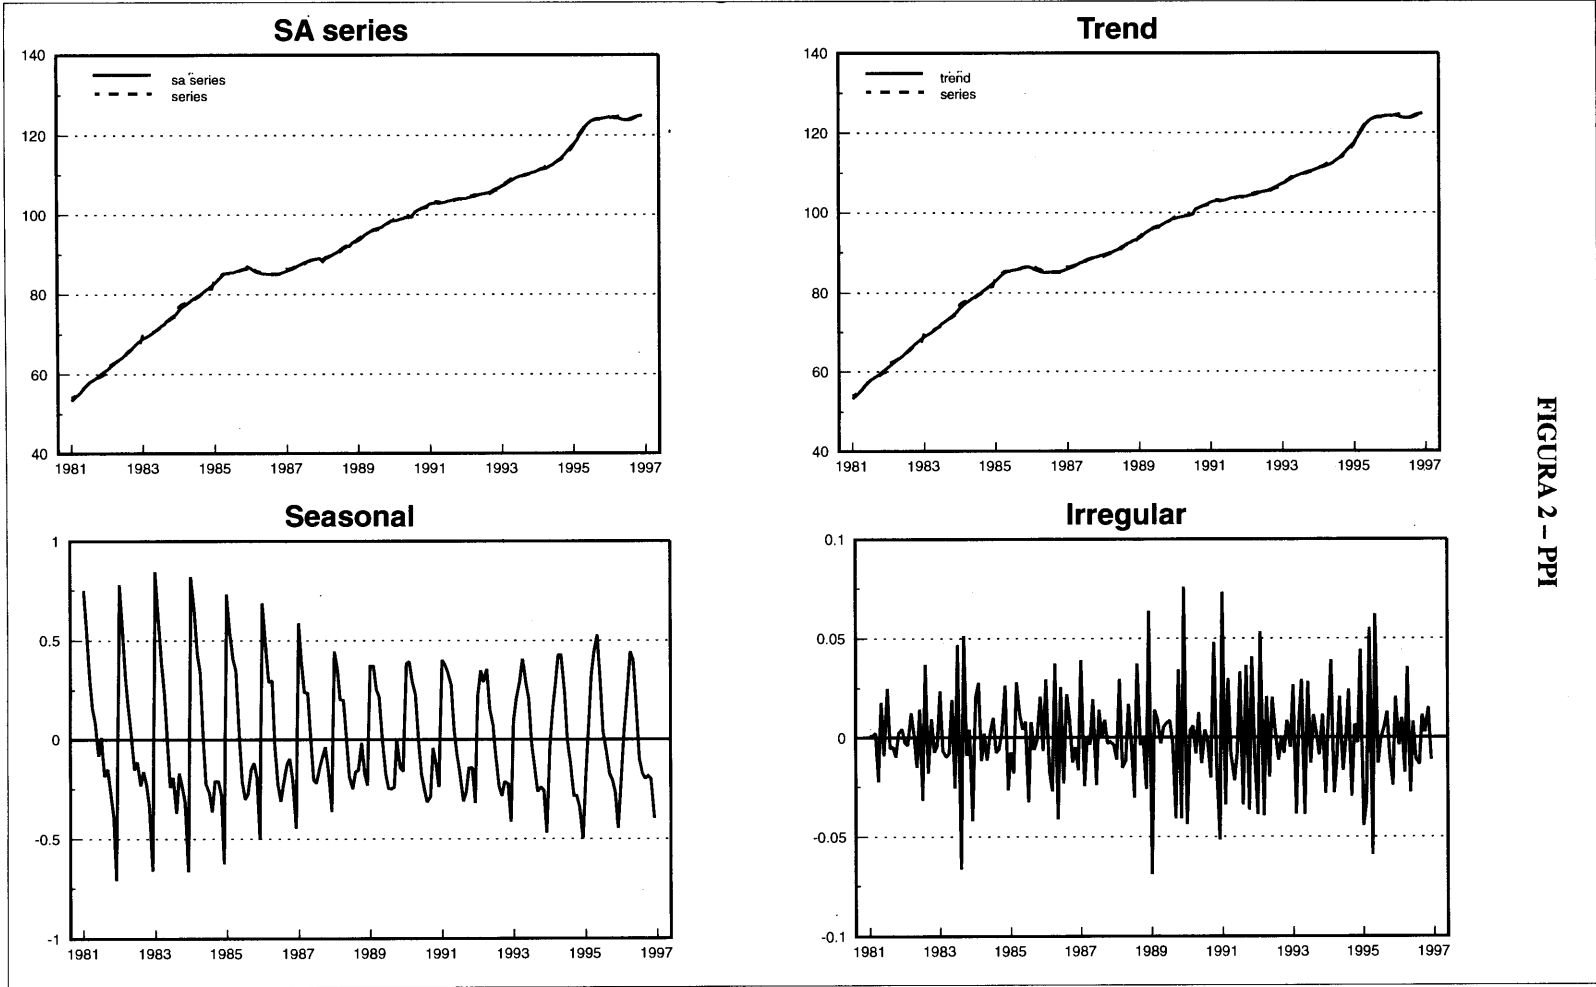 SA series
140
120
100
80
60
40
sa series
series
1981 1983 1985 1987 1989 1991 1993 1995 1997
Trend
140
120
100
80
60
40
trend
series
1981 1983 1985 1987 1989 1991 1993 1995 1997
Seasonal
1
0.5
0
-0.5
-1
1981 1983 1985 1987 1989 1991 1993 1995 1997
Irregular
0.1
0.05
0
-0.05
-0.1
1981 1983 1985 1987 1989 1991 1993 1995 1997
FIGURA 2 – PPI